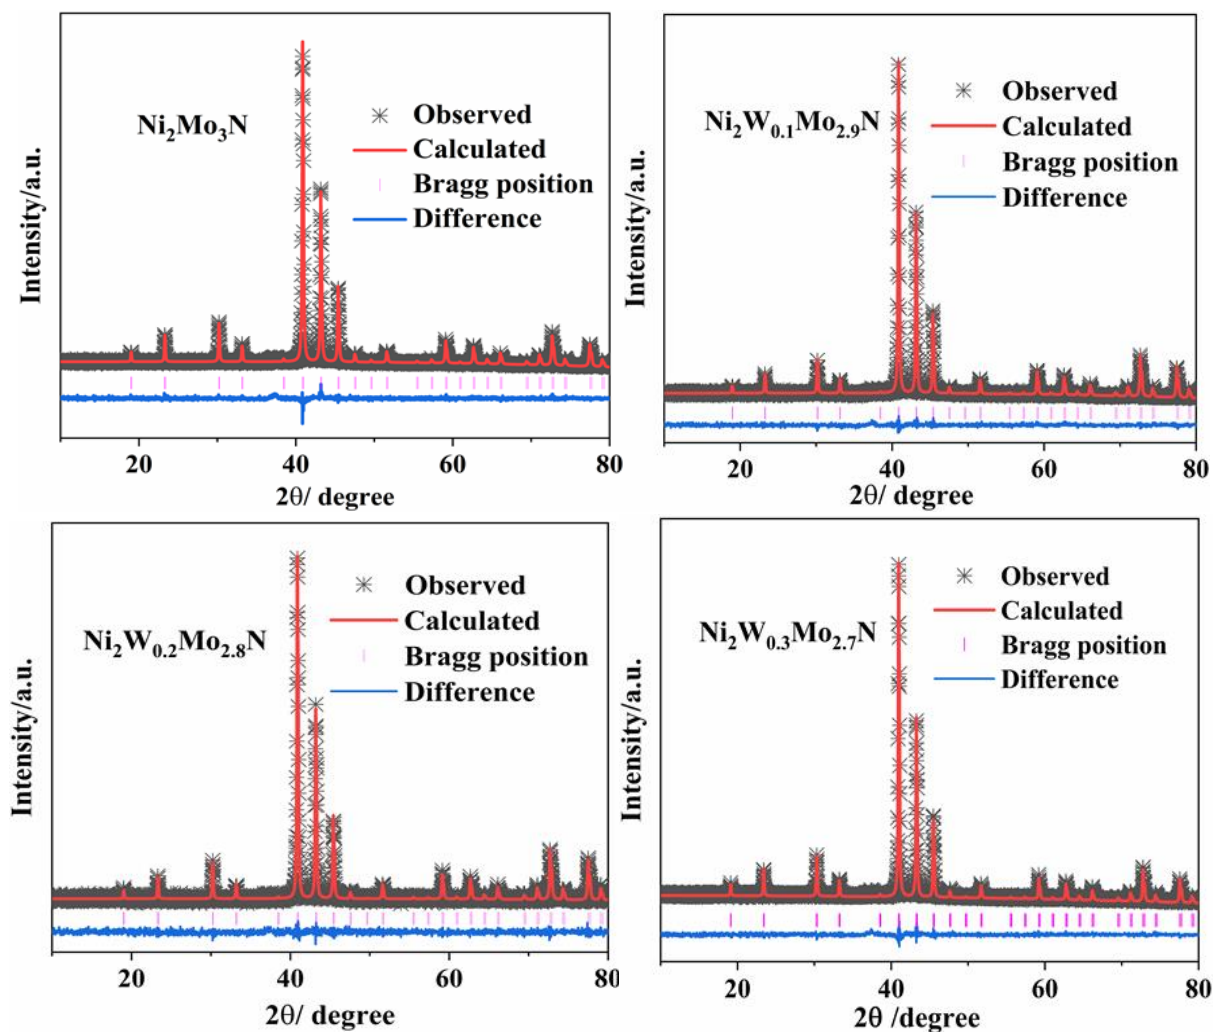 Ni₂Mo₃N
Observed
Calculated
Bragg position
Difference
Intensity/a.u.
20 40 60 80
2θ/ degree
Ni₂W₀.₁Mo₂.₉N
Observed
Calculated
Bragg position
Difference
Intensity/a.u.
20 40 60 80
2θ/ degree
Ni₂W₀.₂Mo₂.₈N
Observed
Calculated
Bragg position
Difference
Intensity/a.u.
20 40 60 80
2θ/ degree
Ni₂W₀.₃Mo₂.₇N
Observed
Calculated
Bragg position
Difference
Intensity/a.u.
20 40 60 80
2θ /degree